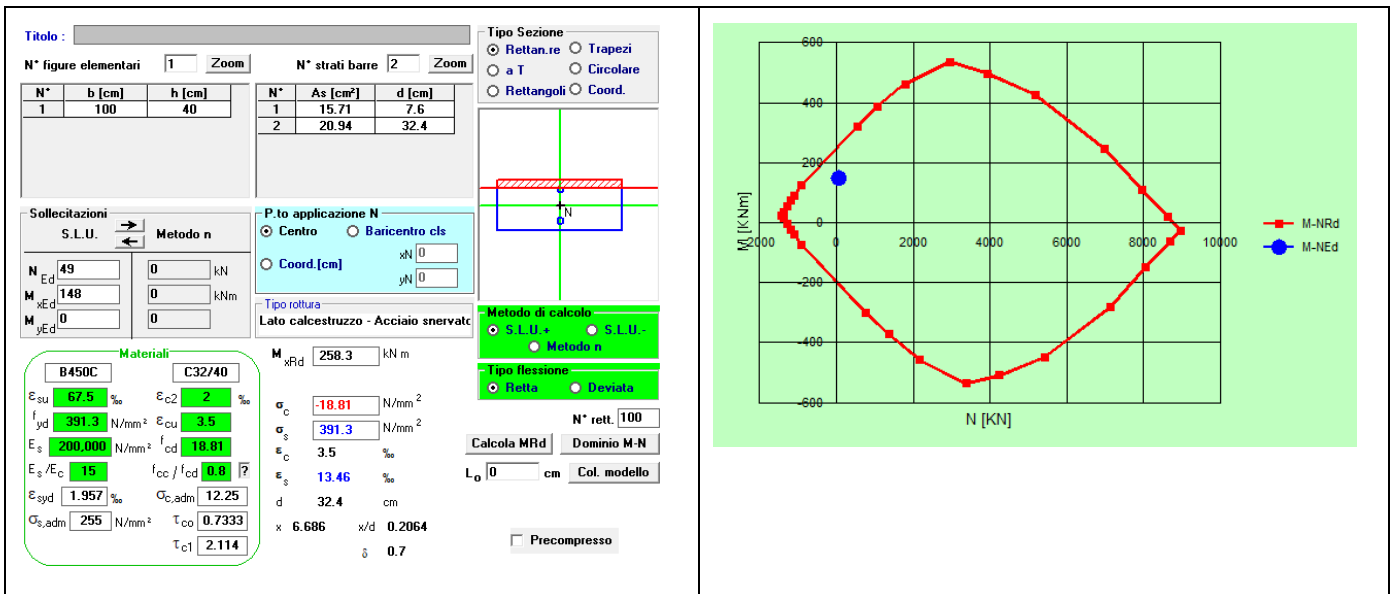 Titolo :
N° figure elementari 1 Zoom
N° strati barre 2 Zoom
N° b [cm] h [cm]
1 100 40
N° As [cm²] d [cm]
1 15.71 7.6
2 20.94 32.4
Tipo Sezione
Rettan.re Trapezi
a T Circolare
Rettangoli Coord.
N
Sollecitazioni
S.L.U. Metodo n
N Ed 49 0 kN
M xEd 148 0 kNm
M yEd 0 0
P.to applicazione N
Centro Baricentro cls
Coord.[cm] xN 0
yN 0
Tipo rottura
Lato calcestruzzo - Acciaio snervato
Metodo di calcolo
S.L.U.+ S.L.U.-
Metodo n
Tipo flessione
Retta Deviata
N° rett. 100
Calcola MRd Dominio M-N
L₀ 0 cm Col. modello
Precompresso
Materiali
B450C C32/40
εsu 67.5 ‰ εc2 2 ‰
fyd 391.3 N/mm² εcu 3.5
Es 200,000 N/mm² fcd 18.81
Es/Ec 15 fcc / fcd 0.8 ?
εsyd 1.957 ‰ σc,adm 12.25
σs,adm 255 N/mm² τco 0.7333
τc1 2.114
M xRd 258.3 kN m
σc -18.81 N/mm²
σs 391.3 N/mm²
εc 3.5 ‰
εs 13.46 ‰
d 32.4 cm
x 6.686 x/d 0.2064
δ 0.7
600
400
200
0
-200
-400
-600
M [KNm]
2000 0 2000 4000 6000 8000 10000
N [KN]
M-NRd
M-NEd